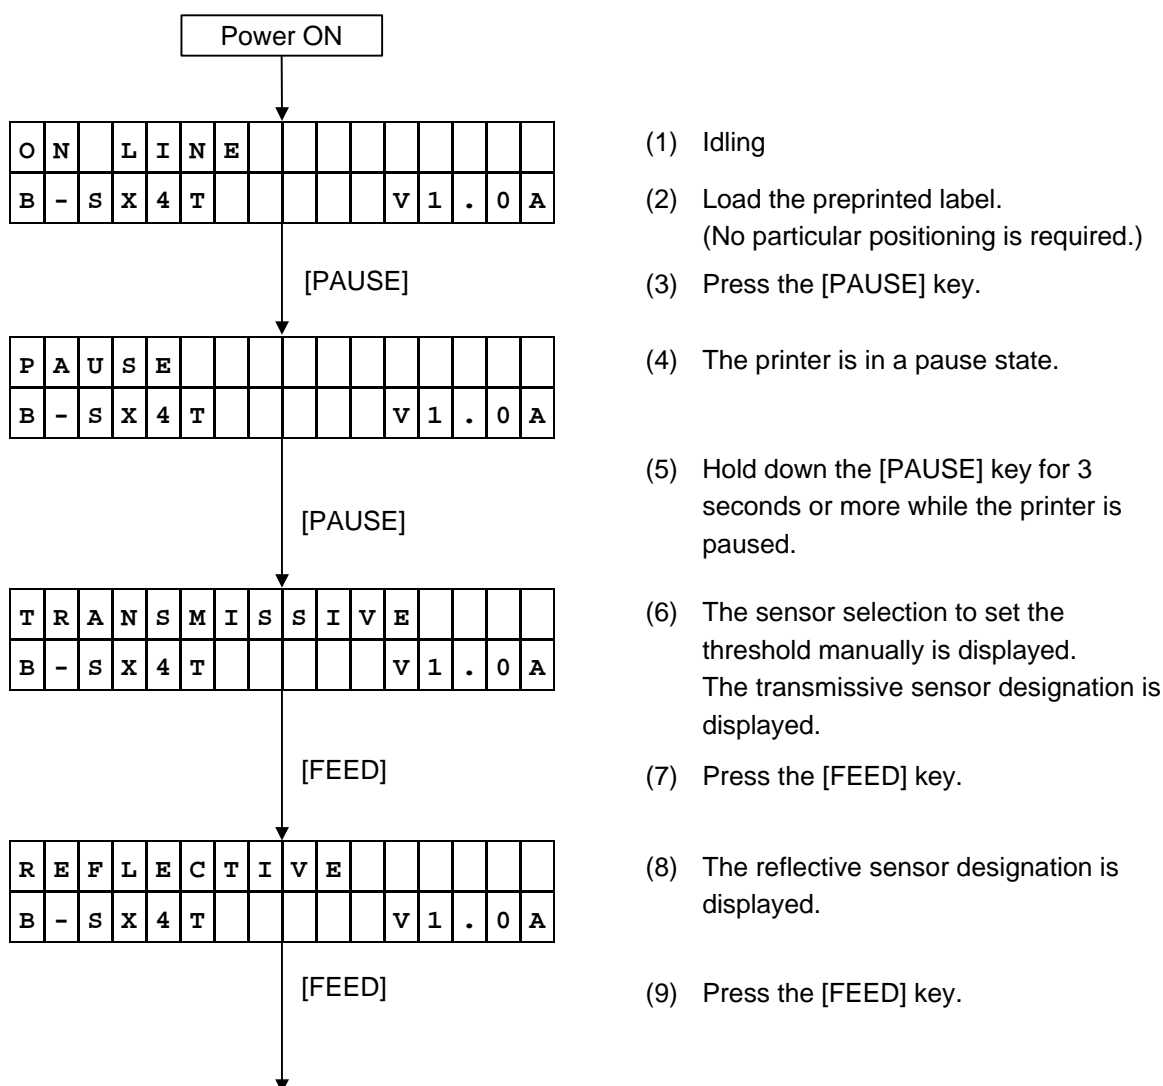 Power ON
ON LINE
B-SX4T V1.0A
(1) Idling
(2) Load the preprinted label.
(No particular positioning is required.)
[PAUSE]
(3) Press the [PAUSE] key.
PAUSE
B-SX4T V1.0A
(4) The printer is in a pause state.
[PAUSE]
(5) Hold down the [PAUSE] key for 3
seconds or more while the printer is
paused.
TRANSMISSIVE
B-SX4T V1.0A
(6) The sensor selection to set the
threshold manually is displayed.
The transmissive sensor designation is
displayed.
[FEED]
(7) Press the [FEED] key.
REFLECTIVE
B-SX4T V1.0A
(8) The reflective sensor designation is
displayed.
[FEED]
(9) Press the [FEED] key.